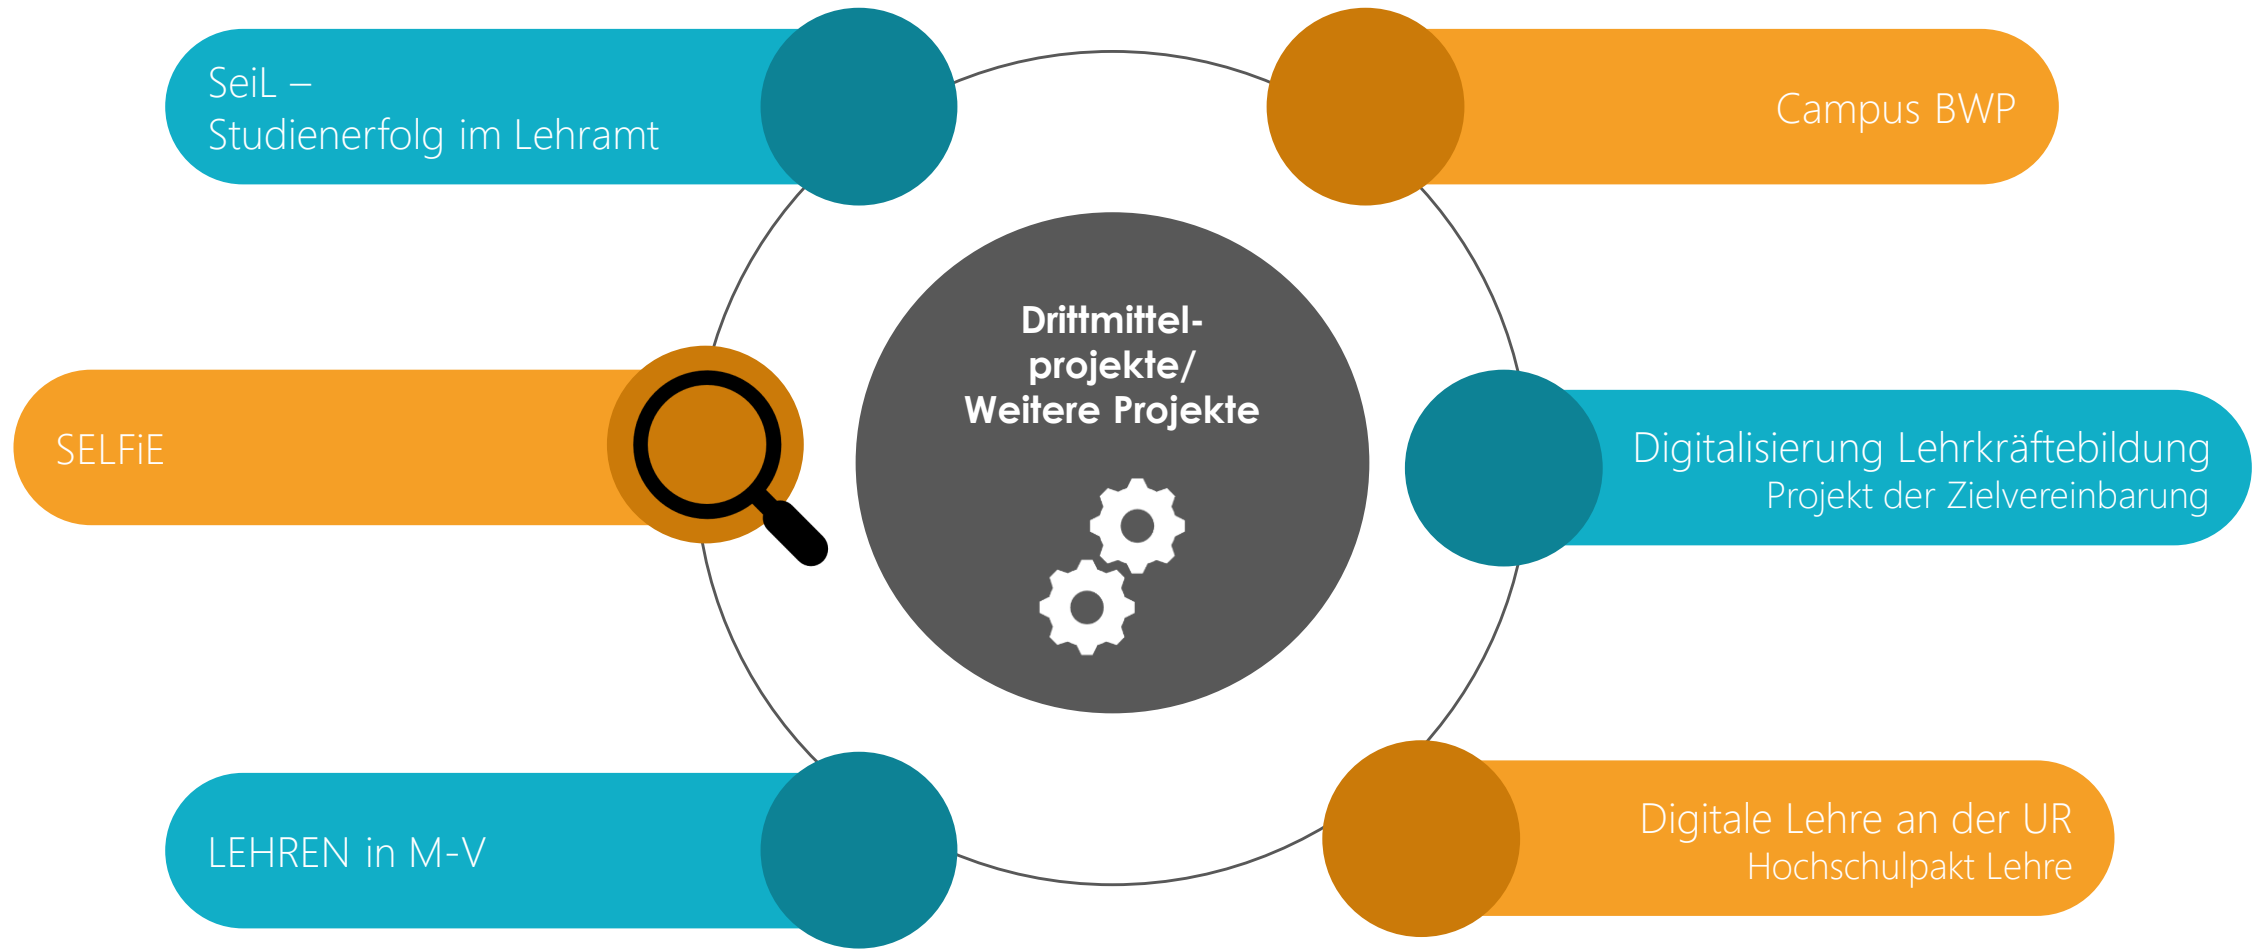 SeiL –
Studienerfolg im Lehramt
Campus BWP
Drittmittel-
projekte/
Weitere Projekte
SELFiE
Digitalisierung Lehrkräftebildung
Projekt der Zielvereinbarung
LEHREN in M-V
Digitale Lehre an der UR
Hochschulpakt Lehre